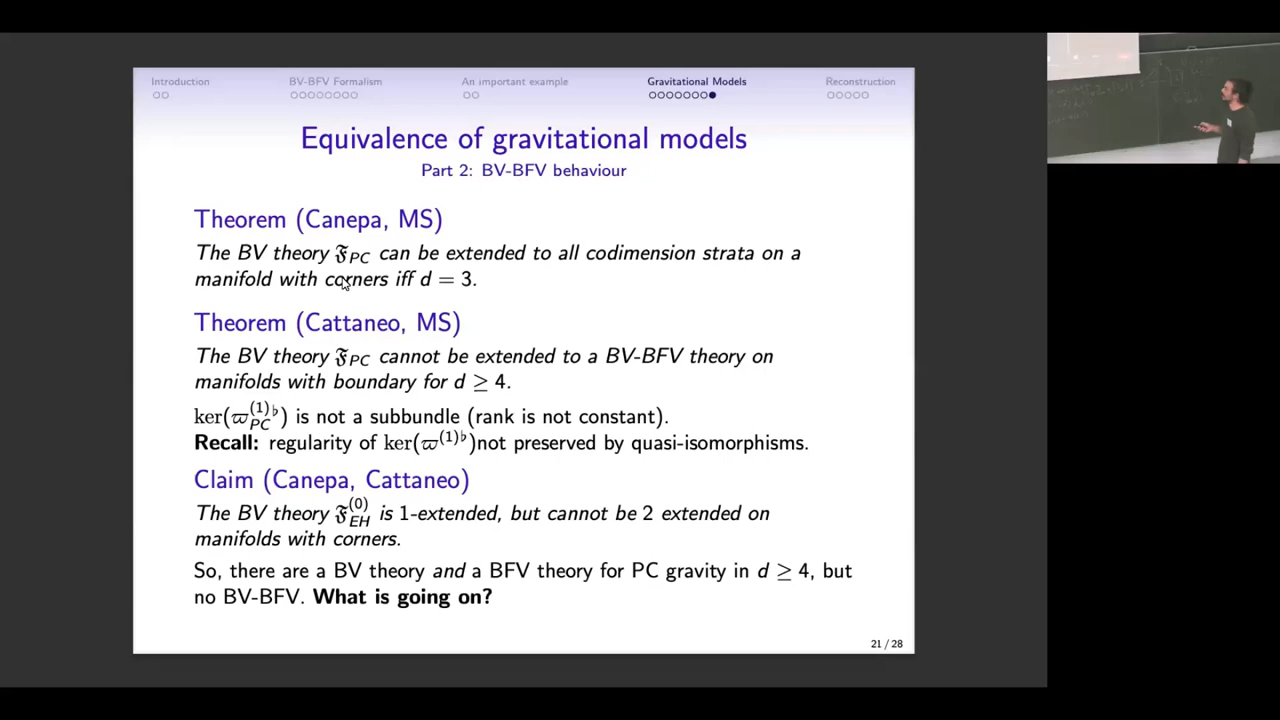 Introduction BV-BFV Formalism An important example Gravitational Models Reconstruction
Equivalence of gravitational models
Part 2: BV-BFV behaviour
Theorem (Canepa, MS)
The BV theory 𝔉_PC can be extended to all codimension strata on a
manifold with corners iff d = 3.
Theorem (Cattaneo, MS)
The BV theory 𝔉_PC cannot be extended to a BV-BFV theory on
manifolds with boundary for d ≥ 4.
ker(ϖ_PC^(1)♭) is not a subbundle (rank is not constant).
Recall: regularity of ker(ϖ^(1)♭)not preserved by quasi-isomorphisms.
Claim (Canepa, Cattaneo)
The BV theory 𝔉_EH^(0) is 1-extended, but cannot be 2 extended on
manifolds with corners.
So, there are a BV theory and a BFV theory for PC gravity in d ≥ 4, but
no BV-BFV. What is going on?
21 / 28